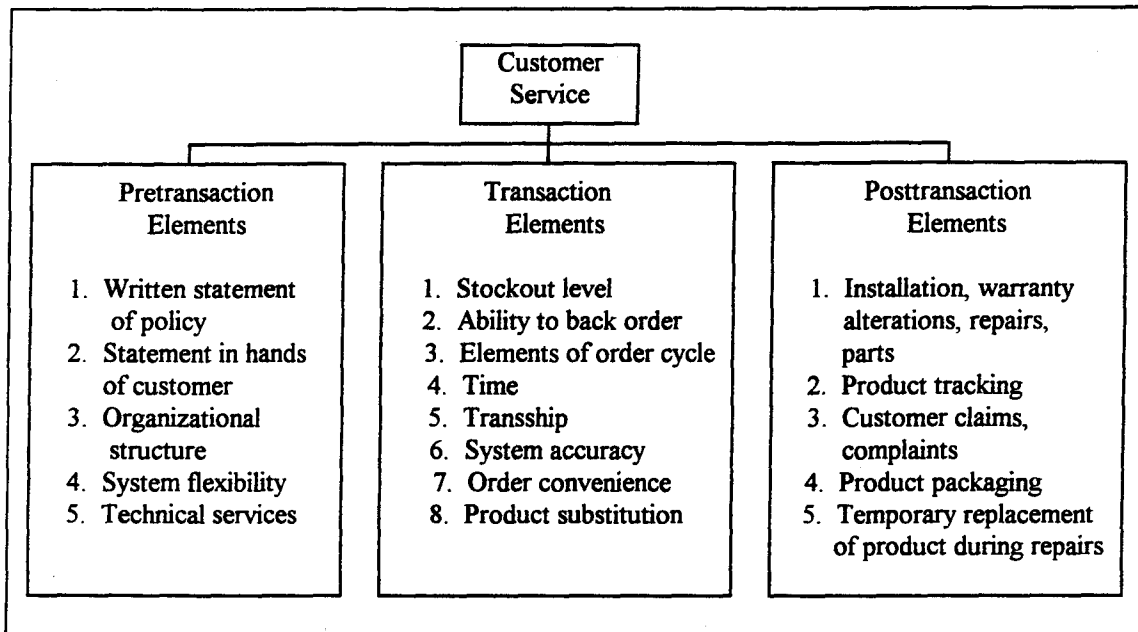 Customer
Service
Pretransaction
Elements
1. Written statement
of policy
2. Statement in hands
of customer
3. Organizational
structure
4. System flexibility
5. Technical services
Transaction
Elements
1. Stockout level
2. Ability to back order
3. Elements of order cycle
4. Time
5. Transship
6. System accuracy
7. Order convenience
8. Product substitution
Posttransaction
Elements
1. Installation, warranty
alterations, repairs,
parts
2. Product tracking
3. Customer claims,
complaints
4. Product packaging
5. Temporary replacement
of product during repairs